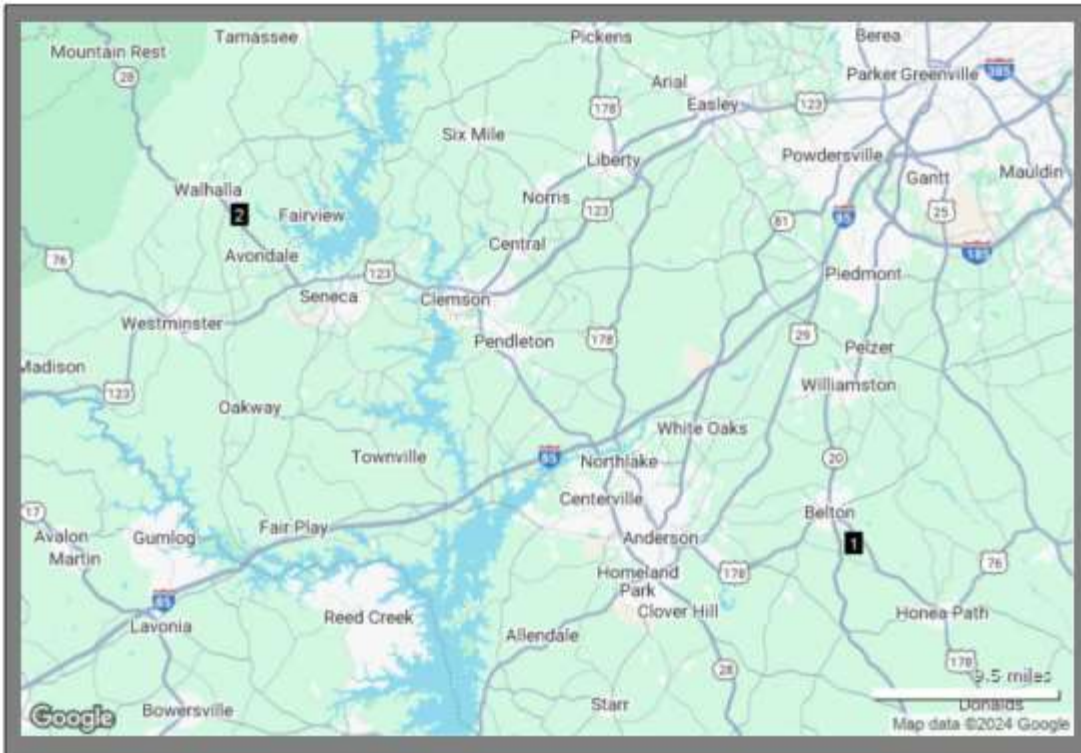 Tamassee
Pickens
Berea
Mountain Rest
28
Arial
Parker
Greenville
385
178
Easley
123
Six Mile
Liberty
Powdersville
Walhalla
Norris
Gantt
Mauldin
2
Fairview
123
81
85
25
Avondale
Central
185
76
123
Piedmont
Seneca
Clemson
Westminster
178
Pendleton
29
Pelzer
Madison
123
Williamston
Oakway
White Oaks
Townville
85
Northlake
20
Centerville
17
Fair Play
Belton
Avalon
Gumlog
Anderson
1
Martin
178
76
Homeland
Park
85
Clover Hill
Honea Path
Lavonia
Reed Creek
Allendale
28
178
9.5 miles
Bowersville
Starr
Donalds
Google
Map data ©2024 Google